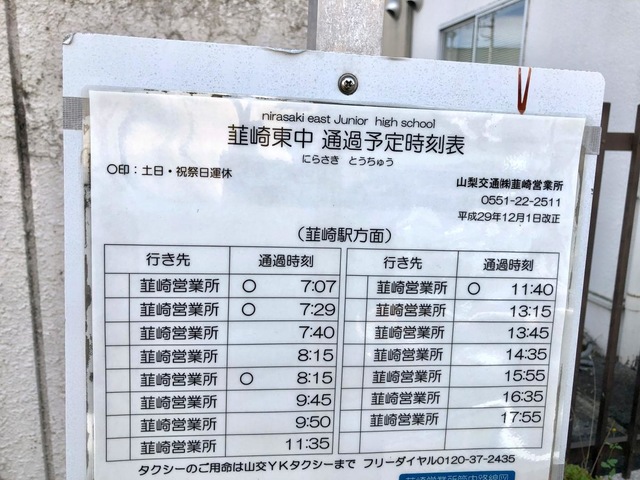 nirasaki east Junior high school
韮崎東中 通過予定時刻表
にらさき とうちゅう
〇印：土日・祝祭日運休
山梨交通㈱韮崎営業所
0551-22-2511
平成29年12月1日改正
（韮崎駅方面）
行き先 通過時刻
韮崎営業所 〇 7:07
韮崎営業所 〇 7:29
韮崎営業所 7:40
韮崎営業所 8:15
韮崎営業所 〇 8:15
韮崎営業所 9:45
韮崎営業所 9:50
韮崎営業所 11:35
行き先 通過時刻
韮崎営業所 〇 11:40
韮崎営業所 13:15
韮崎営業所 13:45
韮崎営業所 14:35
韮崎営業所 15:55
韮崎営業所 16:35
韮崎営業所 17:55
タクシーのご用命は山交YKタクシーまで フリーダイヤル0120-37-2435
韮崎営業所管内路線図